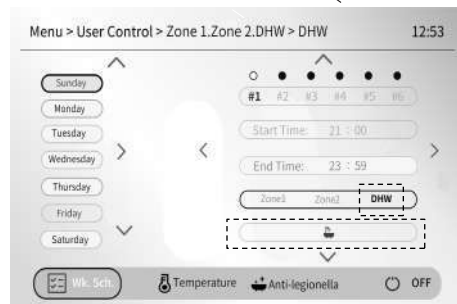 Menu > User Control > Zone 1.Zone 2.DHW > DHW 12:53
Sunday
Monday
Tuesday
Wednesday
Thursday
Friday
Saturday
#1 #2 #3 #4 #5 #6
Start Time: 21 : 00
End Time: 23 : 59
Zone1 Zone2 DHW
Wk. Sch. Temperature Anti-legionella OFF